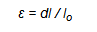 ε = dl / lo